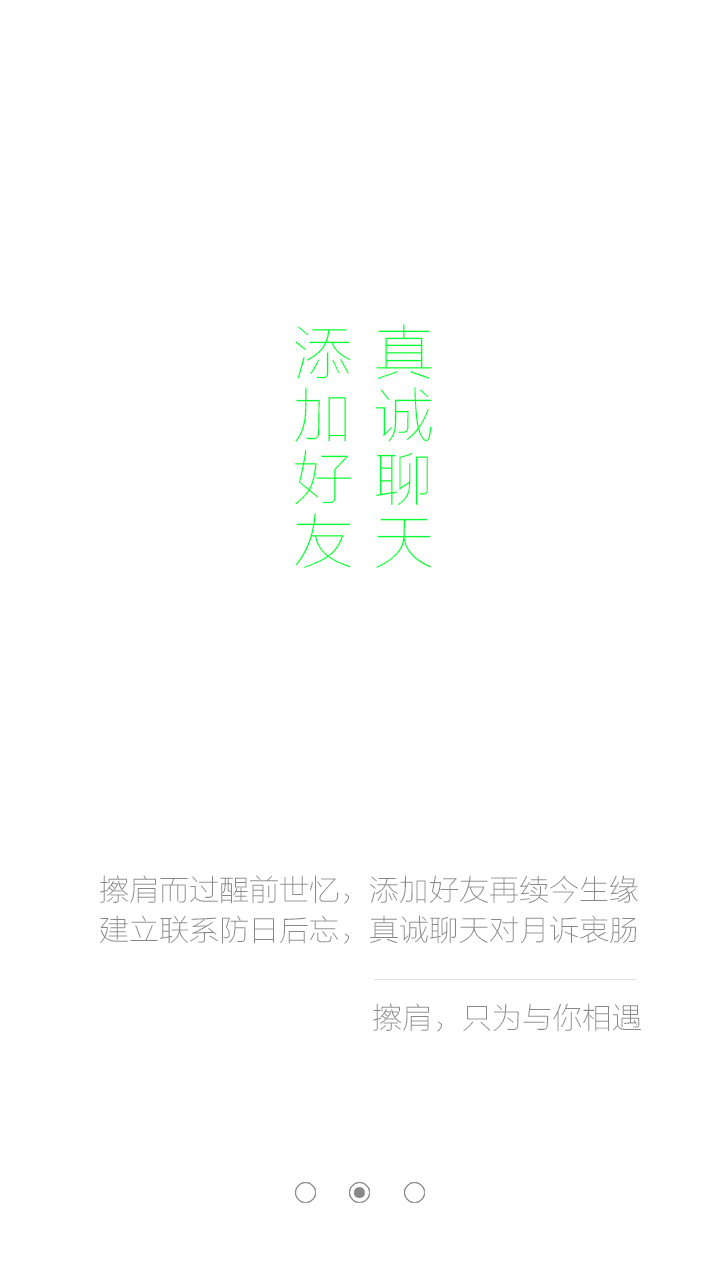 添加好友
真诚聊天
擦肩而过醒前世忆，添加好友再续今生缘
建立联系防日后忘，真诚聊天对月诉衷肠
擦肩，只为与你相遇